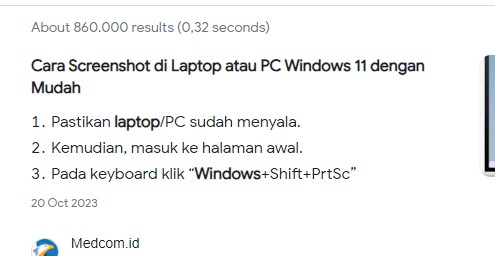 About 860.000 results (0,32 seconds)
Cara Screenshot di Laptop atau PC Windows 11 dengan
Mudah
1. Pastikan laptop/PC sudah menyala.
2. Kemudian, masuk ke halaman awal.
3. Pada keyboard klik “Windows+Shift+PrtSc”
20 Oct 2023
Medcom.id